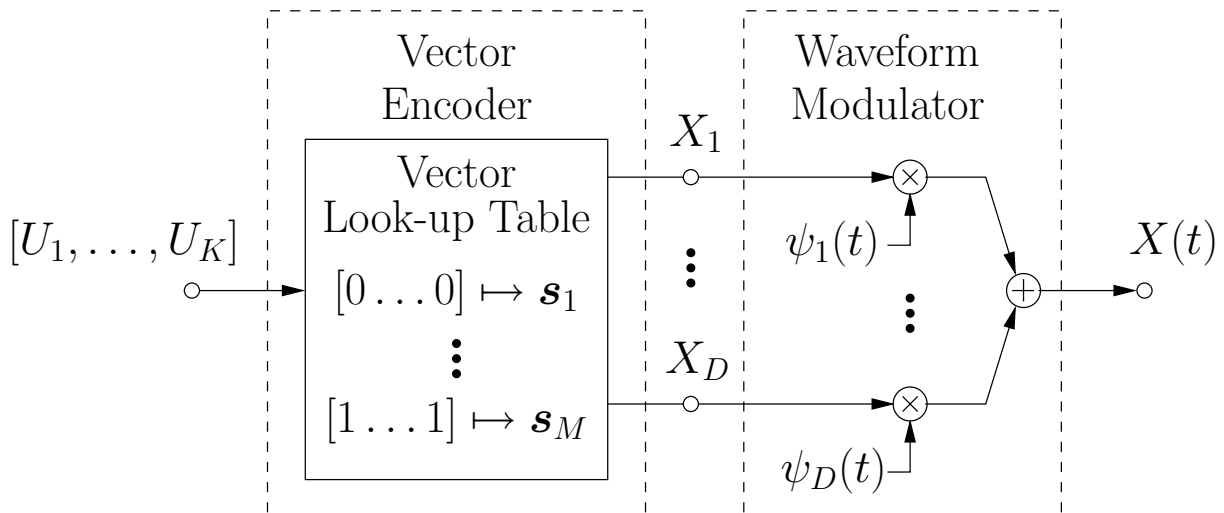 Vector
Encoder
Waveform
Modulator
Vector
Look-up Table
[U_1, …, U_K]
[0 … 0] ↦ s_1
⋮
[1 … 1] ↦ s_M
X_1
⋮
X_D
×
ψ_1(t)
⋮
×
ψ_D(t)
+
X(t)